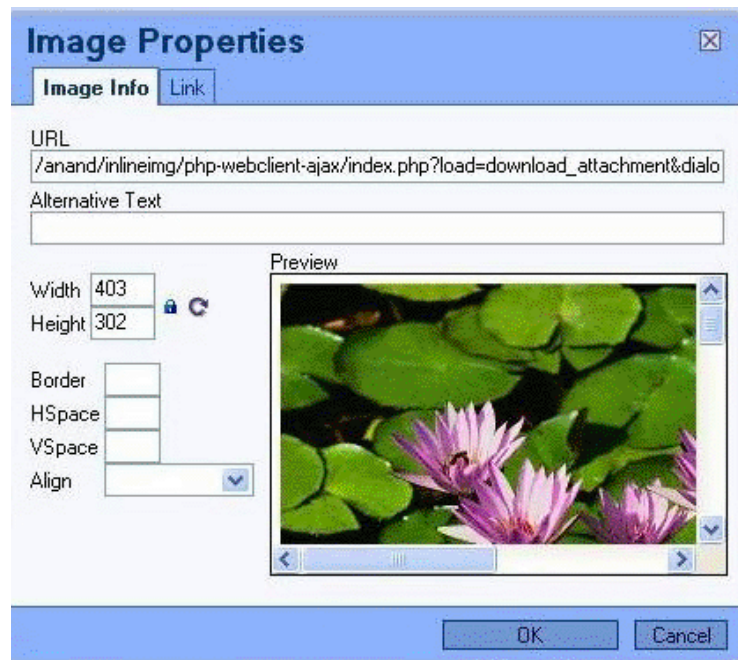 Image Properties
Image Info Link
URL
/anand/inlineimg/php-webclient-ajax/index.php?load=download_attachment&dialo
Alternative Text
Preview
Width 403
Height 302
Border
HSpace
VSpace
Align
OK Cancel